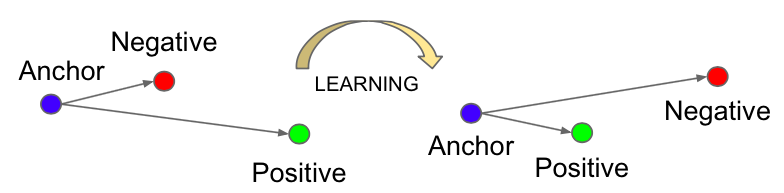 Negative
Anchor
Positive
LEARNING
Anchor
Positive
Negative